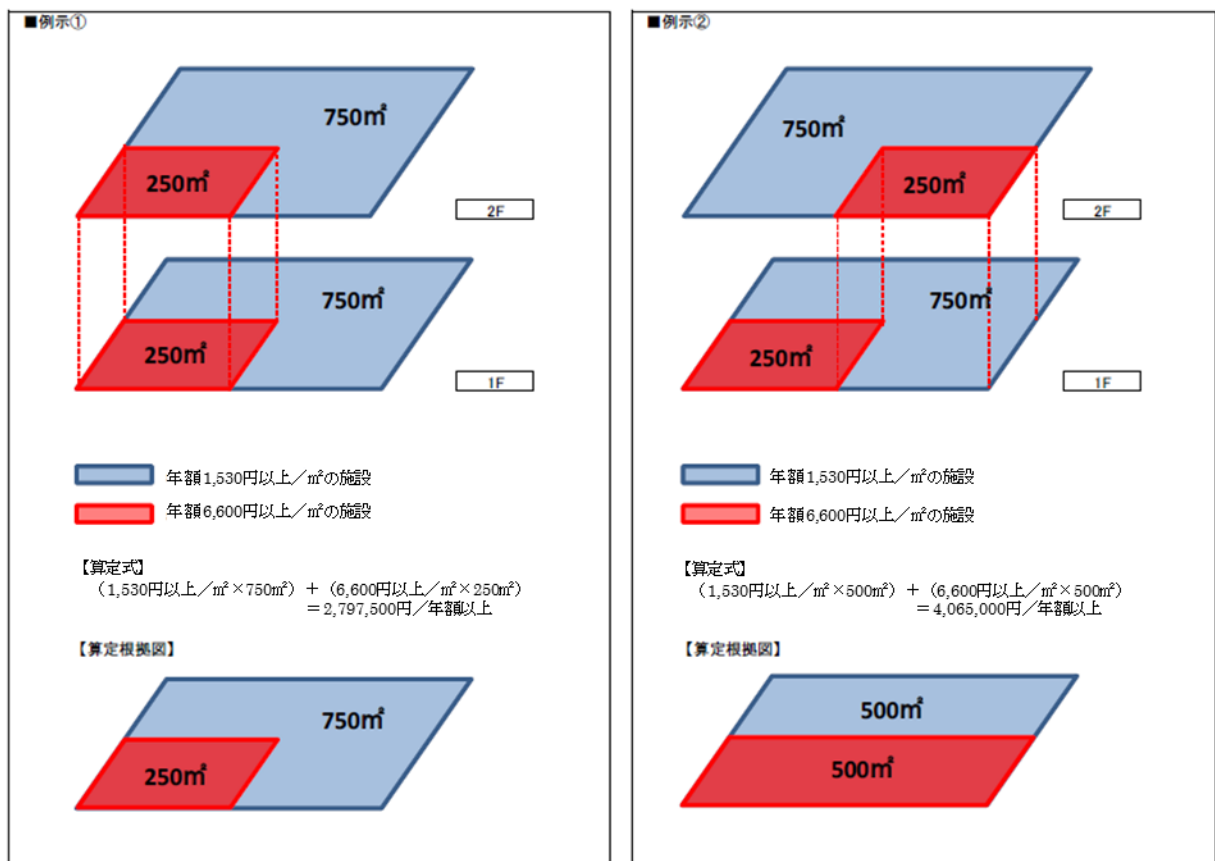 ■例示①
750㎡
250㎡
2F
750㎡
250㎡
1F
年額1,530円以上／㎡の施設
年額6,600円以上／㎡の施設
【算定式】
（1,530円以上／㎡×750㎡）＋（6,600円以上／㎡×250㎡）
＝2,797,500円／年額以上
【算定根拠図】
750㎡
250㎡
■例示②
750㎡
250㎡
2F
750㎡
250㎡
1F
年額1,530円以上／㎡の施設
年額6,600円以上／㎡の施設
【算定式】
（1,530円以上／㎡×500㎡）＋（6,600円以上／㎡×500㎡）
＝4,065,000円／年額以上
【算定根拠図】
500㎡
500㎡